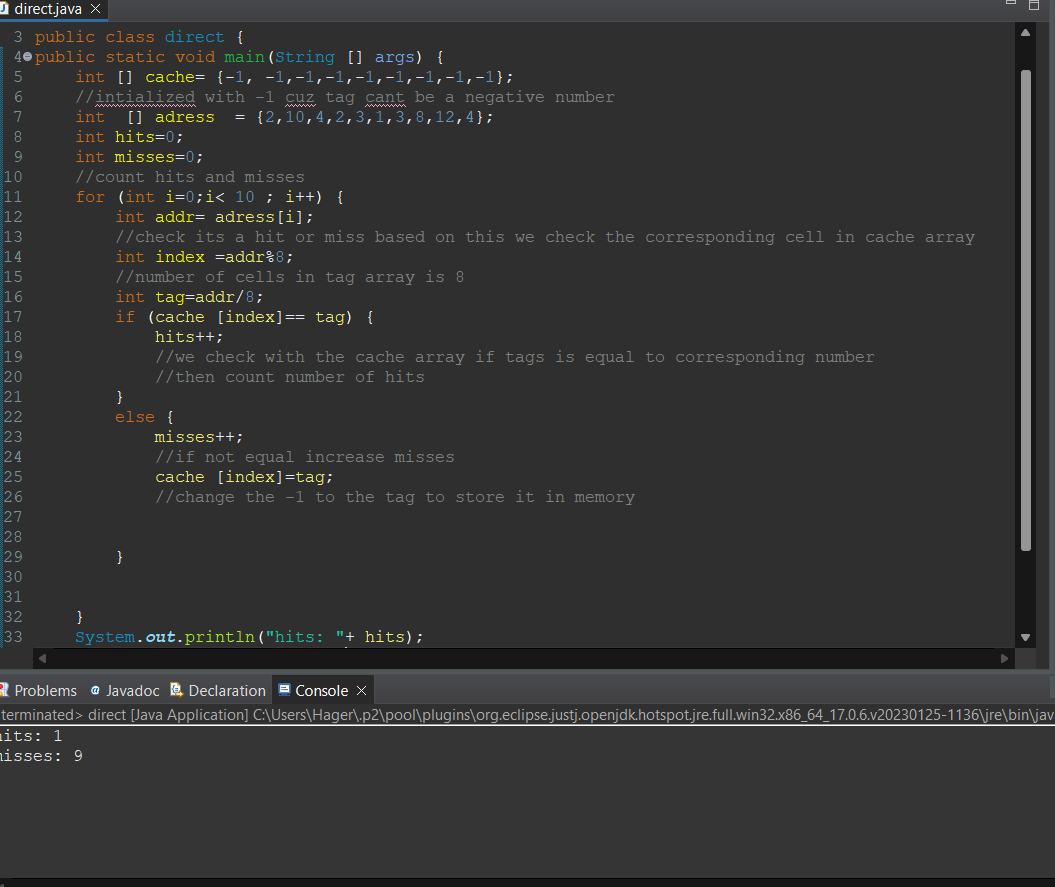 direct.java
3 public class direct {
4 public static void main(String [] args) {
5 int [] cache= {-1, -1,-1,-1,-1,-1,-1,-1,-1};
6 //intialized with -1 cuz tag cant be a negative number
7 int  [] adress  = {2,10,4,2,3,1,3,8,12,4};
8 int hits=0;
9 int misses=0;
10 //count hits and misses
11 for (int i=0;i< 10 ; i++) {
12 int addr= adress[i];
13 //check its a hit or miss based on this we check the corresponding cell in cache array
14 int index =addr%8;
15 //number of cells in tag array is 8
16 int tag=addr/8;
17 if (cache [index]== tag) {
18 hits++;
19 //we check with the cache array if tags is equal to corresponding number
20 //then count number of hits
21 }
22 else {
23 misses++;
24 //if not equal increase misses
25 cache [index]=tag;
26 //change the -1 to the tag to store it in memory
27
28
29 }
30
31
32 }
33 System.out.println("hits: "+ hits);
Problems @ Javadoc Declaration Console
terminated> direct [Java Application] C:\Users\Hager\.p2\pool\plugins\org.eclipse.justj.openjdk.hotspot.jre.full.win32.x86_64_17.0.6.v20230125-1136\jre\bin\jav
hits: 1
misses: 9